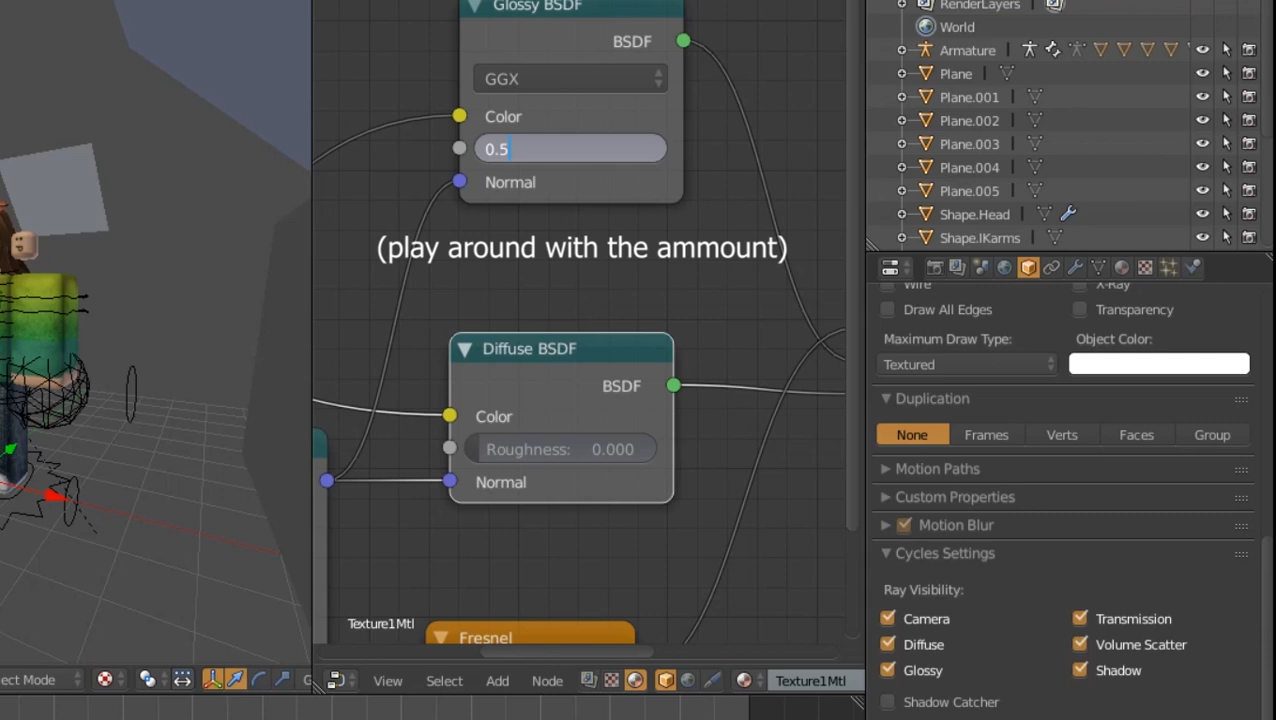 Glossy BSDF
BSDF
GGX
Color
0.5
Normal
(play around with the ammount)
Diffuse BSDF
BSDF
Color
Roughness: 0.000
Normal
Texture1Mtl
Fresnel
ect Mode
View Select Add Node Texture1Mtl
RenderLayers
World
Armature
Plane
Plane.001
Plane.002
Plane.003
Plane.004
Plane.005
Shape.Head
Shape.IKarms
Wire X-Ray
Draw All Edges Transparency
Maximum Draw Type: Object Color:
Textured
Duplication
None Frames Verts Faces Group
Motion Paths
Custom Properties
Motion Blur
Cycles Settings
Ray Visibility:
Camera Transmission
Diffuse Volume Scatter
Glossy Shadow
Shadow Catcher